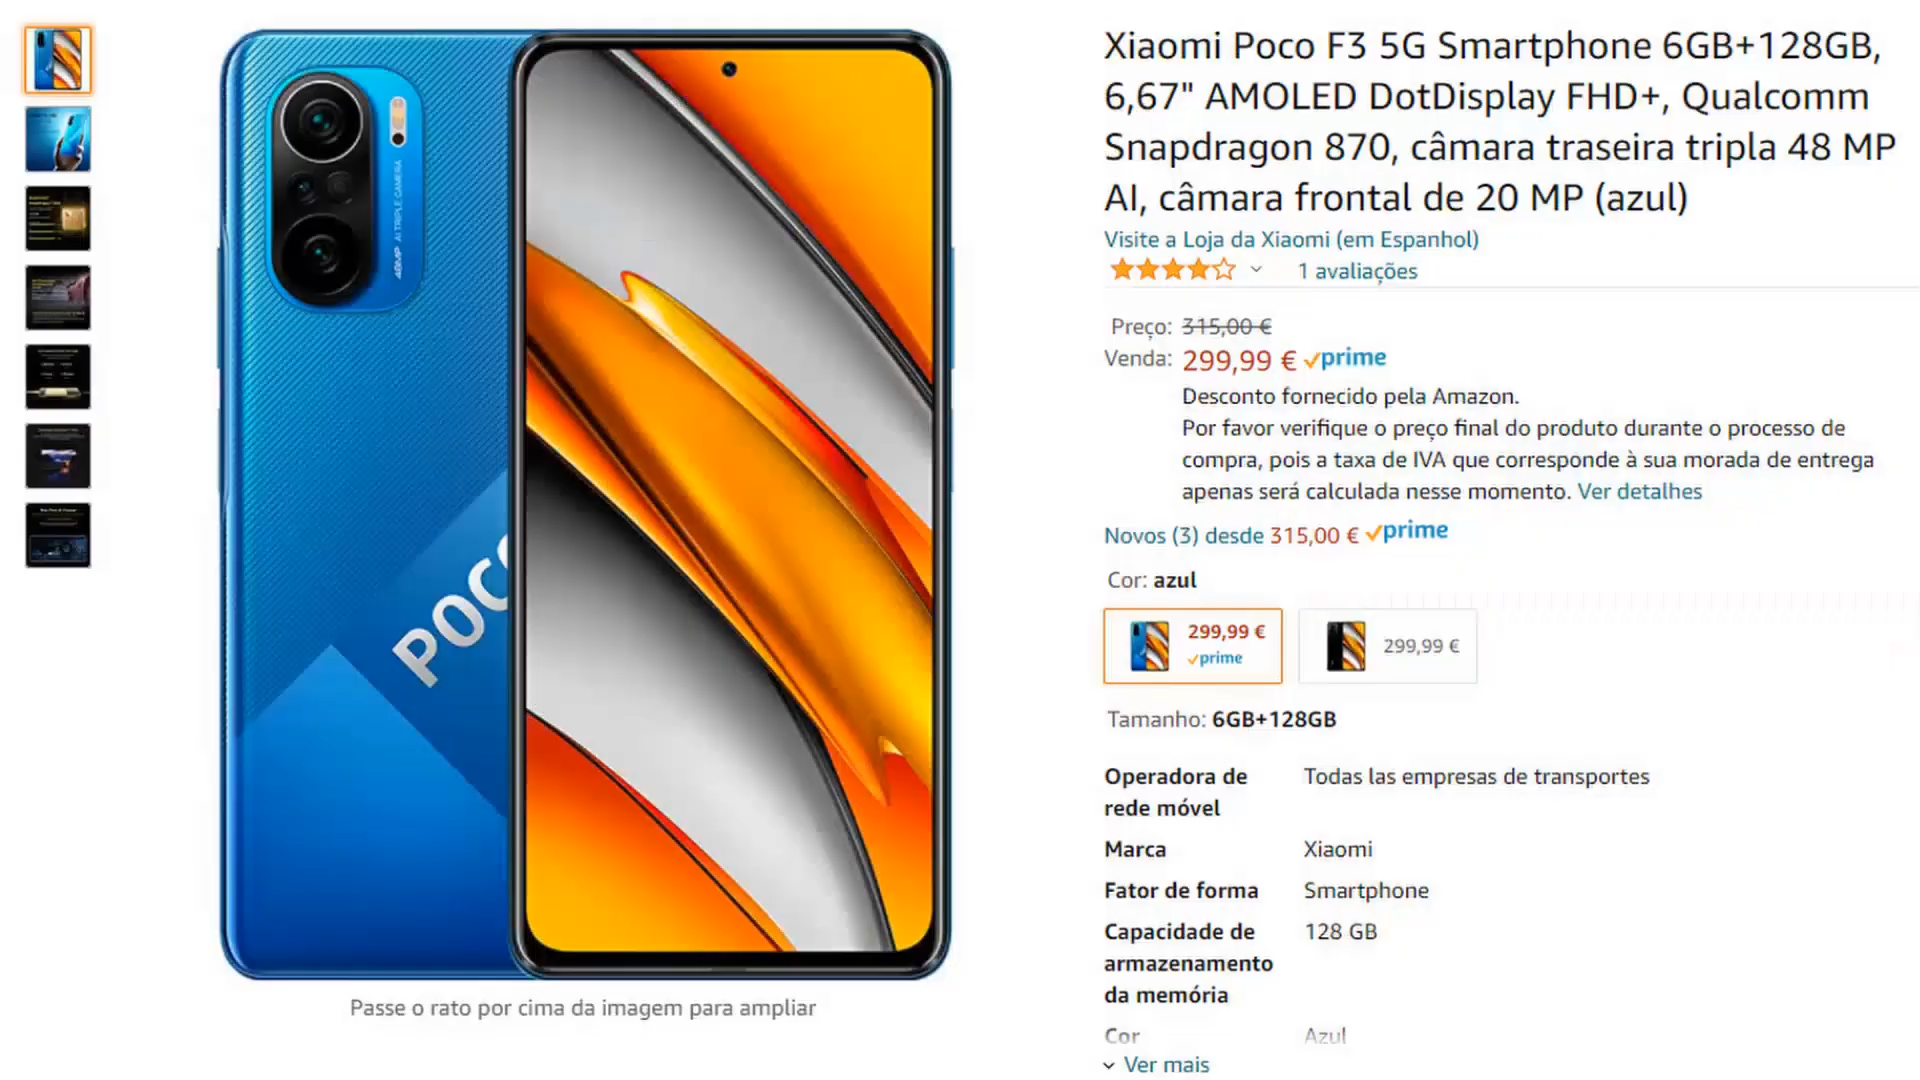 Xiaomi Poco F3 5G Smartphone 6GB+128GB,
6,67" AMOLED DotDisplay FHD+, Qualcomm
Snapdragon 870, câmara traseira tripla 48 MP
AI, câmara frontal de 20 MP (azul)
Visite a Loja da Xiaomi (em Espanhol)
1 avaliações
Preço: 315,00 €
Venda: 299,99 € prime
Desconto fornecido pela Amazon.
Por favor verifique o preço final do produto durante o processo de
compra, pois a taxa de IVA que corresponde à sua morada de entrega
apenas será calculada nesse momento. Ver detalhes
Novos (3) desde 315,00 € prime
Cor: azul
299,99 €
prime
299,99 €
Tamanho: 6GB+128GB
Operadora de Todas las empresas de transportes
rede móvel
Marca Xiaomi
Fator de forma Smartphone
Capacidade de 128 GB
armazenamento
da memória
Cor Azul
Ver mais
48MP AI TRIPLE CAMERA
POCO
Passe o rato por cima da imagem para ampliar